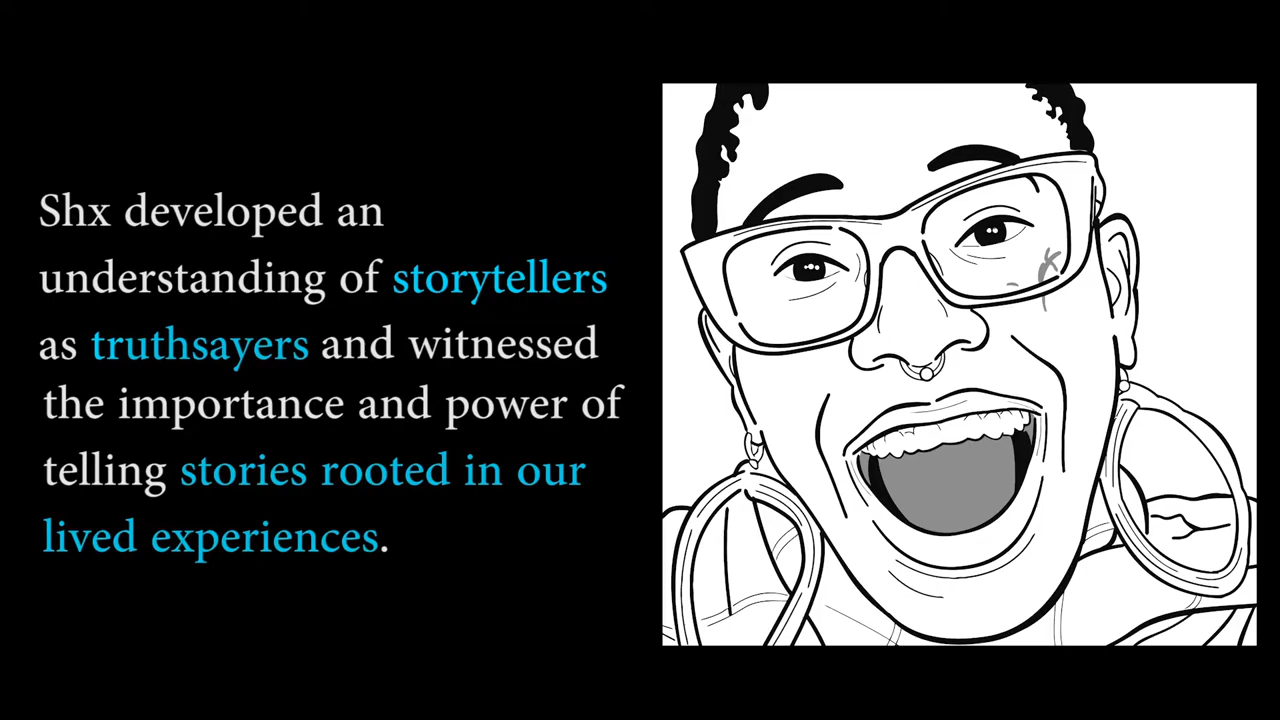 Shx developed an
understanding of storytellers
as truthsayers and witnessed
the importance and power of
telling stories rooted in our
lived experiences.